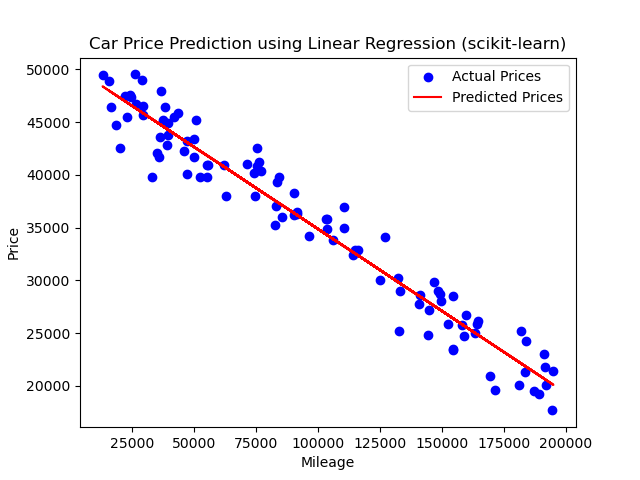 Car Price Prediction using Linear Regression (scikit-learn)
Actual Prices
Predicted Prices
Price
50000
45000
40000
35000
30000
25000
20000
25000 50000 75000 100000 125000 150000 175000 200000
Mileage